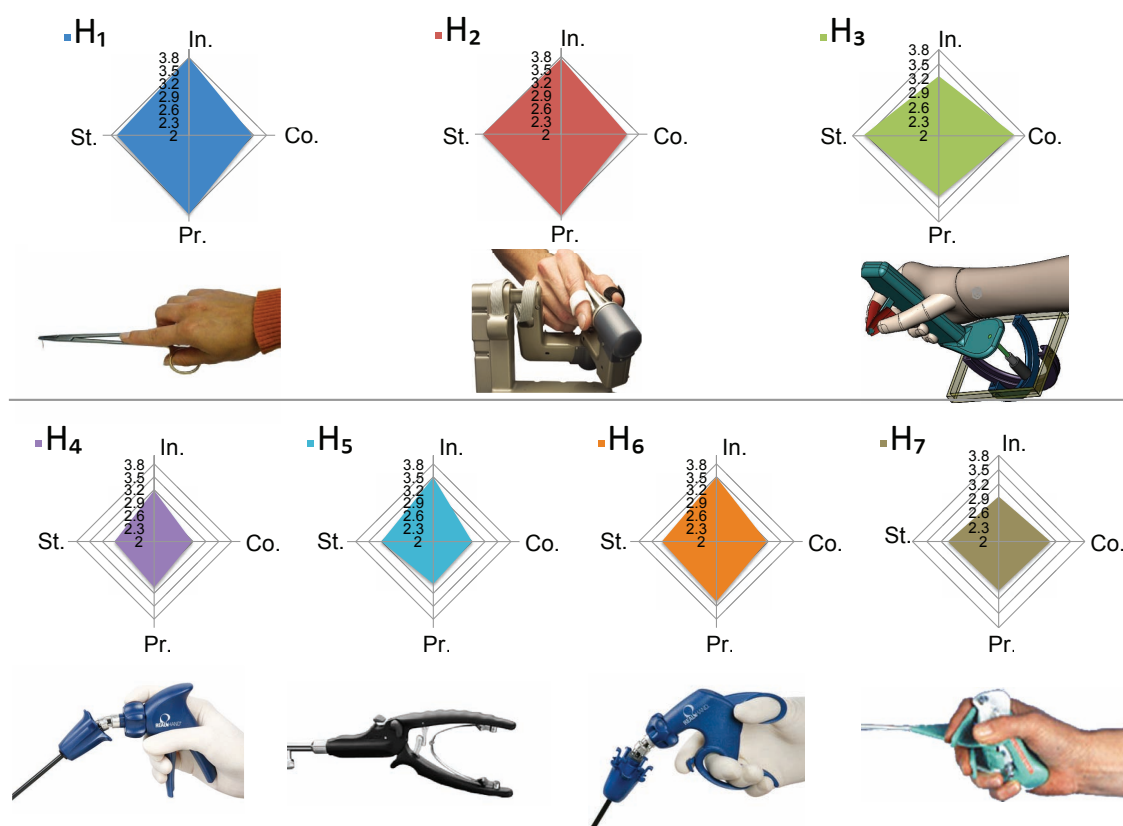 H₁
In.
3.8
3.5
3.2
2.9
2.6
2.3
2
St.
Co.
Pr.
H₂
In.
3.8
3.5
3.2
2.9
2.6
2.3
2
St.
Co.
Pr.
H₃
In.
3.8
3.5
3.2
2.9
2.6
2.3
2
St.
Co.
Pr.
H₄
In.
3.8
3.5
3.2
2.9
2.6
2.3
2
St.
Co.
Pr.
H₅
In.
3.8
3.5
3.2
2.9
2.6
2.3
2
St.
Co.
Pr.
H₆
In.
3.8
3.5
3.2
2.9
2.6
2.3
2
St.
Co.
Pr.
H₇
In.
3.8
3.5
3.2
2.9
2.6
2.3
2
St.
Co.
Pr.
REALHAND
REALHAND